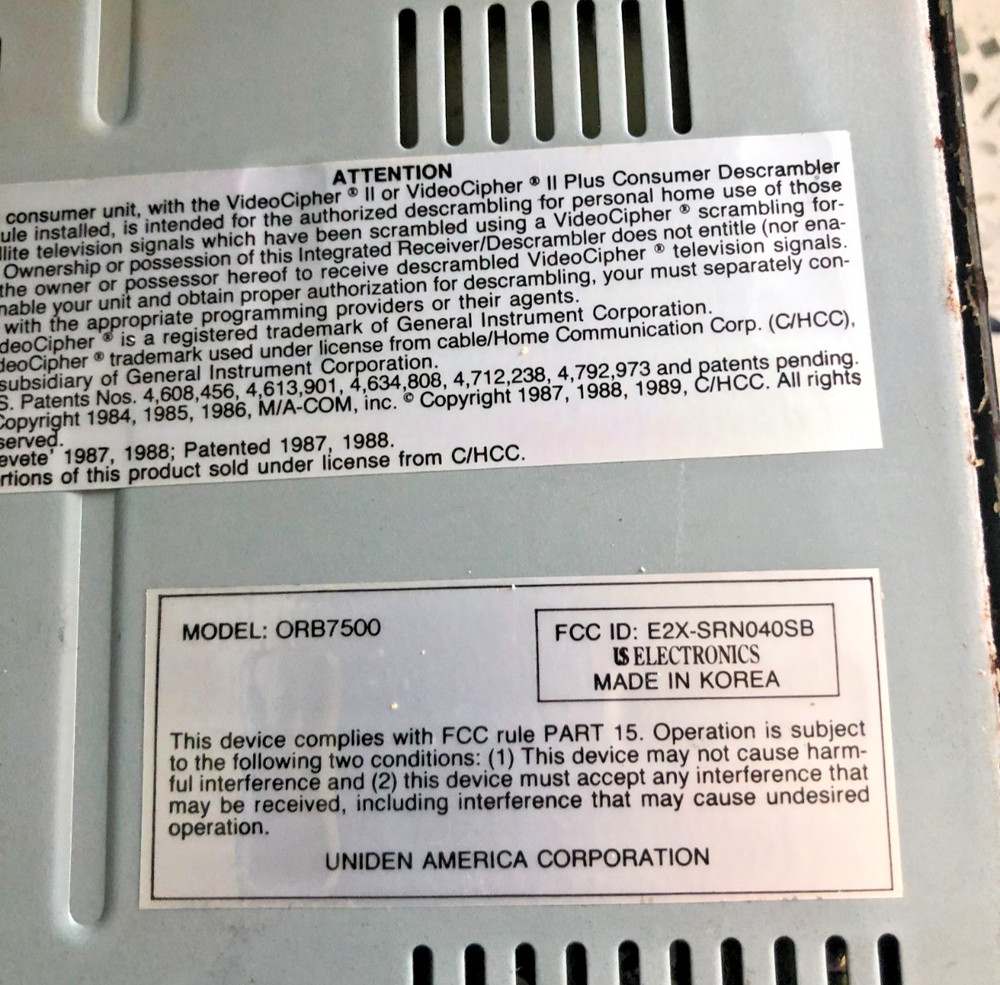 ATTENTION
consumer unit, with the VideoCipher ® II or VideoCipher ® II Plus Consumer Descrambler
ule installed, is intended for the authorized descrambling for personal home use of those
llite television signals which have been scrambled using a VideoCipher ® scrambling for-
Ownership or possession of this Integrated Receiver/Descrambler does not entitle (nor ena-
the owner or possessor hereof to receive descrambled VideoCipher ® television signals.
nable your unit and obtain proper authorization for descrambling, your must separately con-
with the appropriate programming providers or their agents.
deoCipher ® is a registered trademark of General Instrument Corporation.
deoCipher ® trademark used under license from cable/Home Communication Corp. (C/HCC),
subsidiary of General Instrument Corporation.
S. Patents Nos. 4,608,456, 4,613,901, 4,634,808, 4,712,238, 4,792,973 and patents pending.
Copyright 1984, 1985, 1986, M/A-COM, inc. © Copyright 1987, 1988, 1989, C/HCC. All rights
served.
evete' 1987, 1988; Patented 1987, 1988.
rtions of this product sold under license from C/HCC.
MODEL: ORB7500
FCC ID: E2X-SRN040SB
US ELECTRONICS
MADE IN KOREA
This device complies with FCC rule PART 15. Operation is subject
to the following two conditions: (1) This device may not cause harm-
ful interference and (2) this device must accept any interference that
may be received, including interference that may cause undesired
operation.
UNIDEN AMERICA CORPORATION